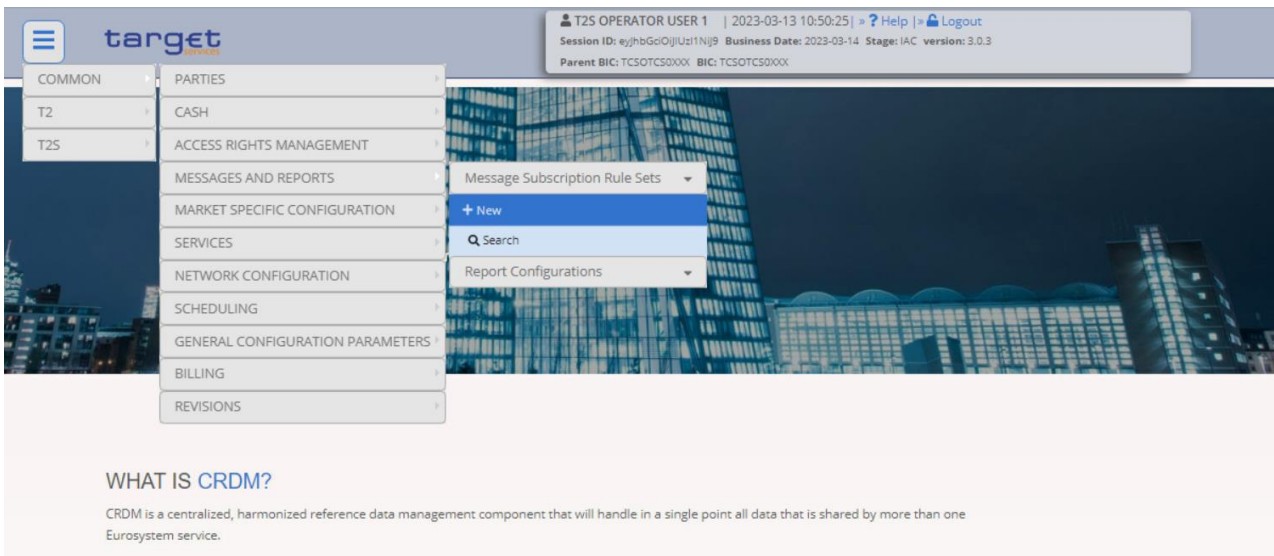 T2S OPERATOR USER 1 | 2023-03-13 10:50:25| » ? Help |» Logout
Session ID: eyJhbGciOiJIUzI1NiJ9 Business Date: 2023-03-14 Stage: IAC version: 3.0.3
Parent BIC: TCSOTCS0XXX BIC: TCSOTCS0XXX
target
services
COMMON
T2
T2S
PARTIES
CASH
ACCESS RIGHTS MANAGEMENT
MESSAGES AND REPORTS
MARKET SPECIFIC CONFIGURATION
SERVICES
NETWORK CONFIGURATION
SCHEDULING
GENERAL CONFIGURATION PARAMETERS
BILLING
REVISIONS
Message Subscription Rule Sets
+ New
Search
Report Configurations
WHAT IS CRDM?
CRDM is a centralized, harmonized reference data management component that will handle in a single point all data that is shared by more than one
Eurosystem service.